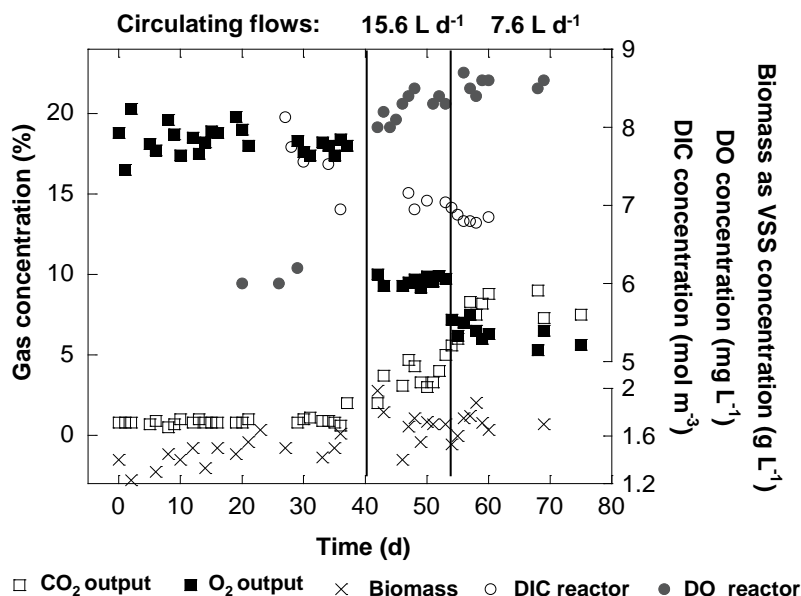 Circulating flows: 15.6 L d⁻¹ 7.6 L d⁻¹
Gas concentration (%)
20
15
10
5
0
9
8
7
6
5
2
1.6
1.2
Biomass as VSS concentration (g L⁻¹)
DO concentration (mg L⁻¹)
DIC concentration (mol m⁻³)
0 10 20 30 40 50 60 70 80
Time (d)
CO₂ output O₂ output Biomass DIC reactor DO reactor